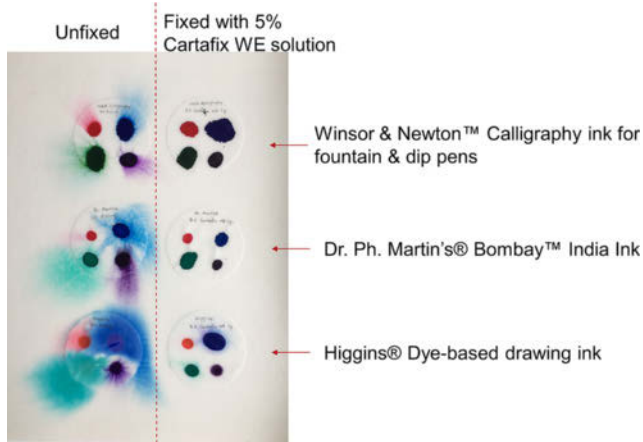 Unfixed
Fixed with 5%
Cartafix WE solution
Winsor & Newton™ Calligraphy ink for
fountain & dip pens
Dr. Ph. Martin's® Bombay™ India Ink
Higgins® Dye-based drawing ink